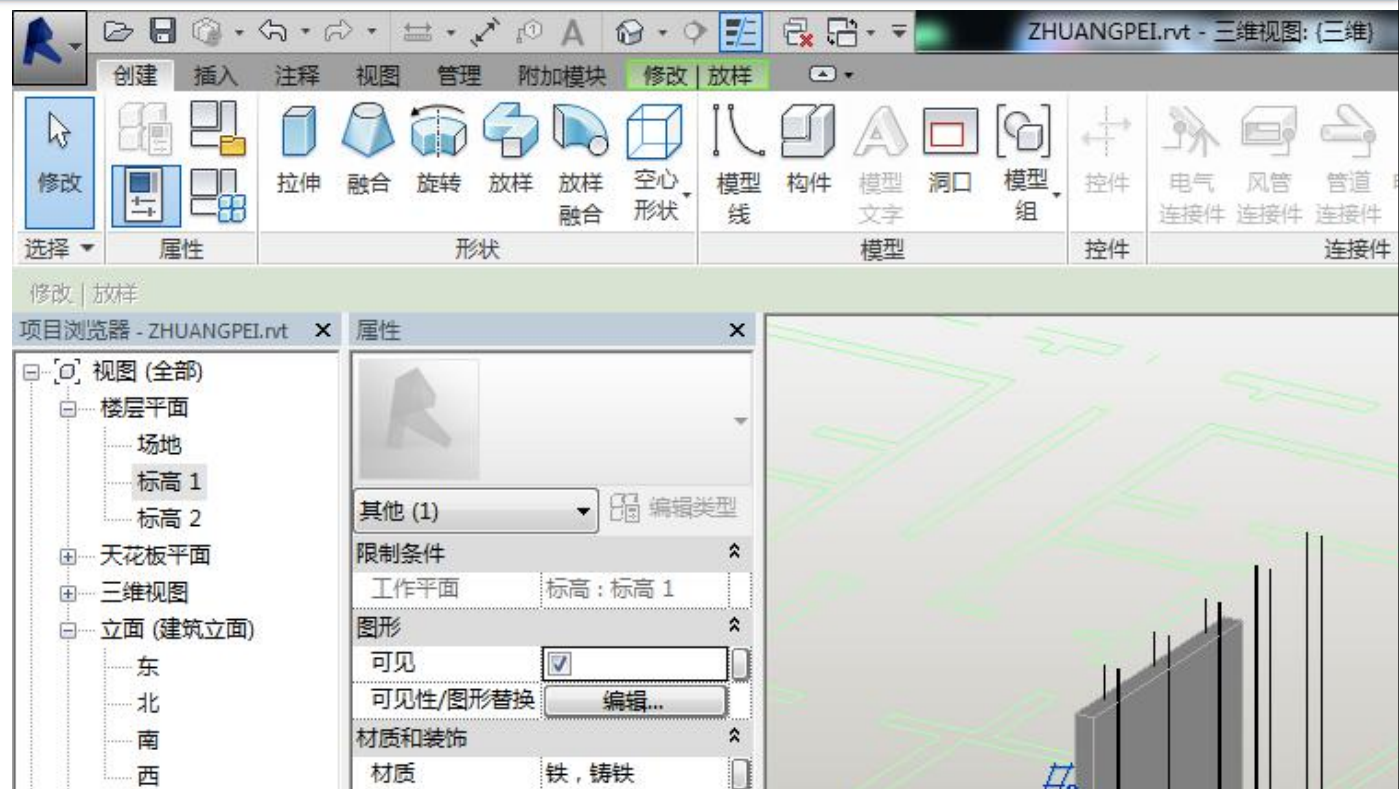 ZHUANGPEI.rvt - 三维视图: {三维}
创建 插入 注释 视图 管理 附加模块 修改 | 放样
修改 拉伸 融合 旋转 放样 放样融合 空心形状 模型线 构件 模型文字 洞口 模型组 控件 电气连接件 风管连接件 管道连接件
选择 属性 形状 模型 控件 连接件
修改 | 放样
项目浏览器 - ZHUANGPEI.rvt
视图 (全部)
楼层平面
场地
标高 1
标高 2
天花板平面
三维视图
立面 (建筑立面)
东
北
南
西
属性
其他 (1) 编辑类型
限制条件
工作平面 标高 : 标高 1
图形
可见
可见性/图形替换 编辑...
材质和装饰
材质 铁，铸铁